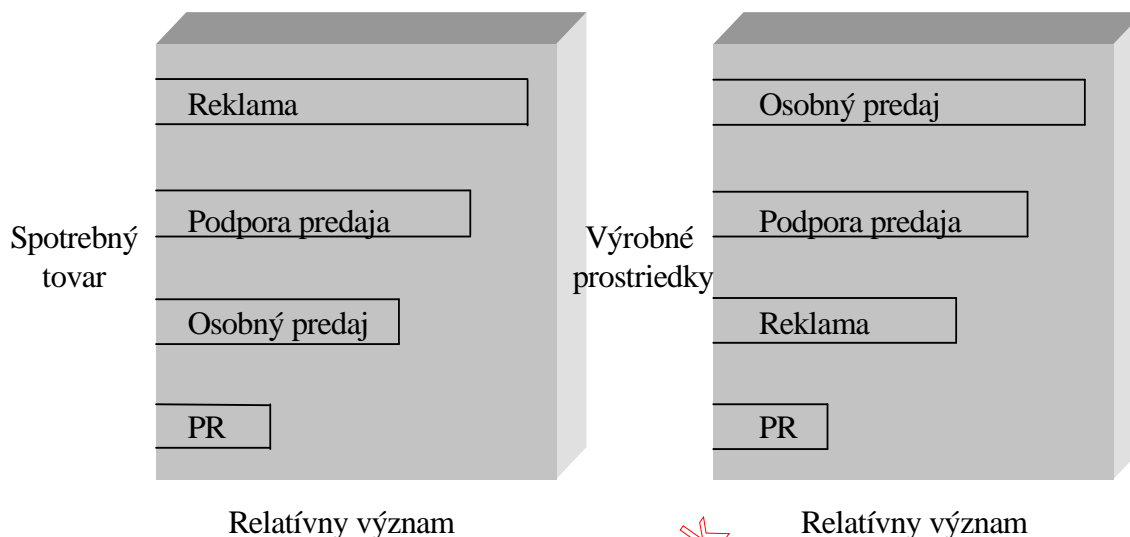 Spotrebný
tovar
Reklama
Podpora predaja
Osobný predaj
PR
Relatívny význam
Výrobné
prostriedky
Osobný predaj
Podpora predaja
Reklama
PR
Relatívny význam